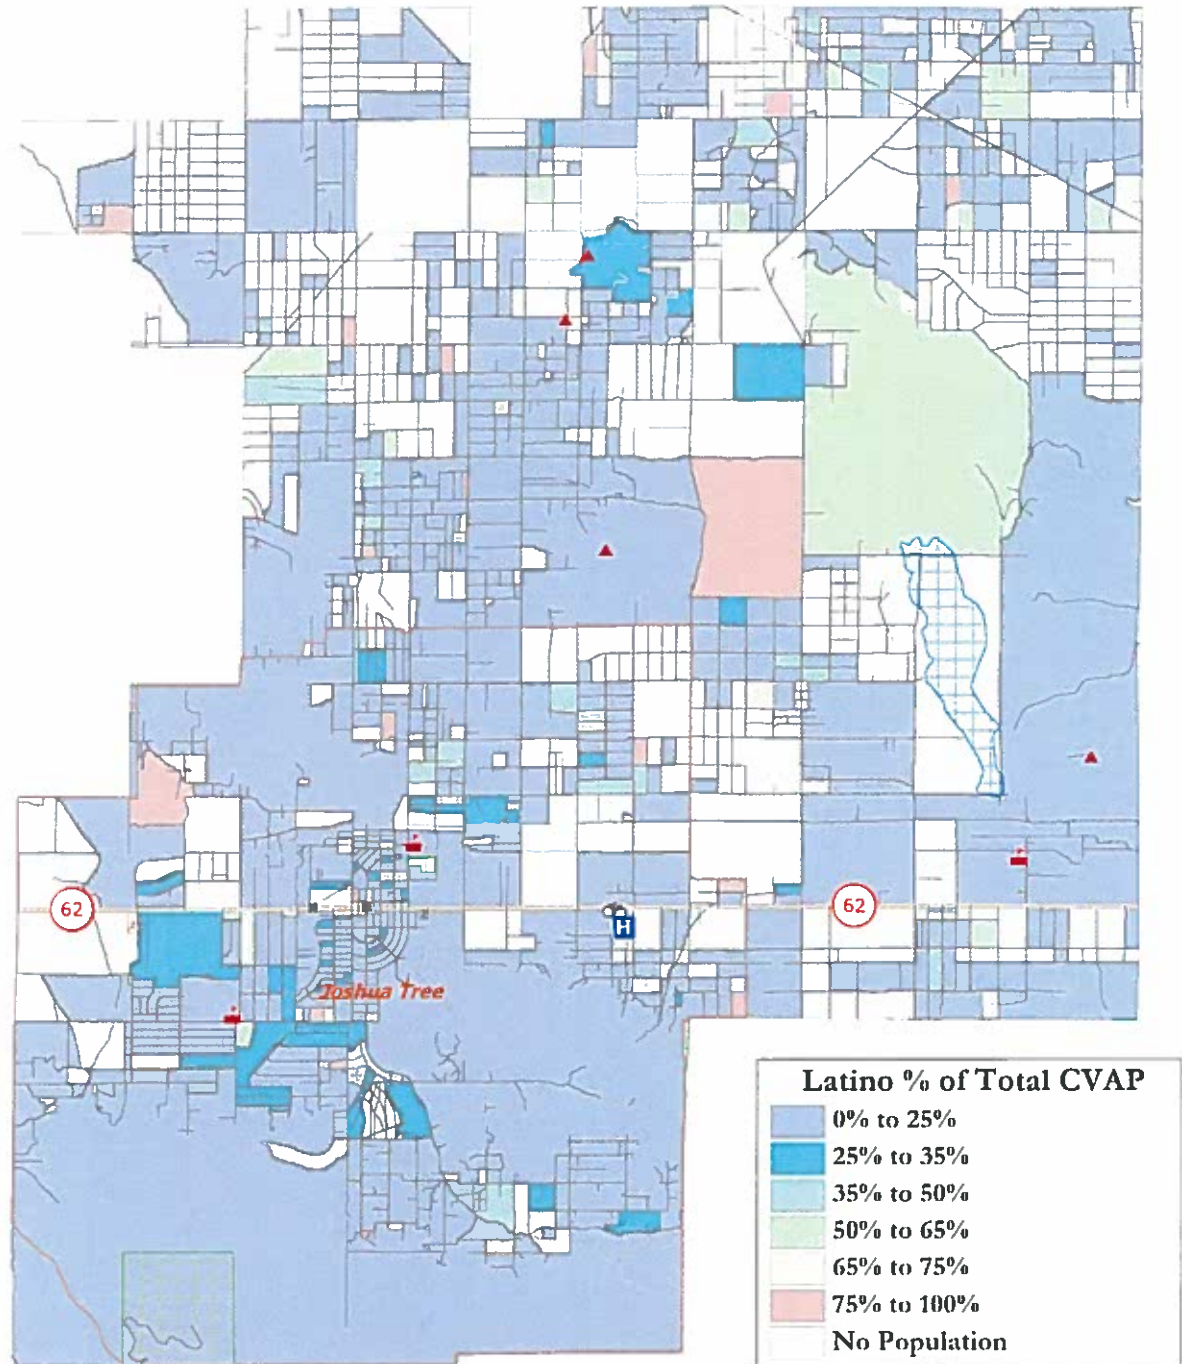 62
62
H
Joshua Tree
Latino % of Total CVAP
0% to 25%
25% to 35%
35% to 50%
50% to 65%
65% to 75%
75% to 100%
No Population